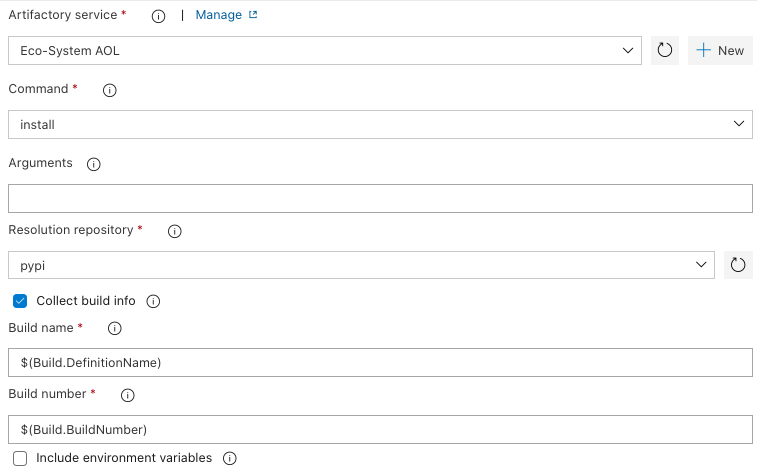 Artifactory service * | Manage
Eco-System AOL
New
Command *
install
Arguments
Resolution repository *
pypi
Collect build info
Build name *
$(Build.DefinitionName)
Build number *
$(Build.BuildNumber)
Include environment variables